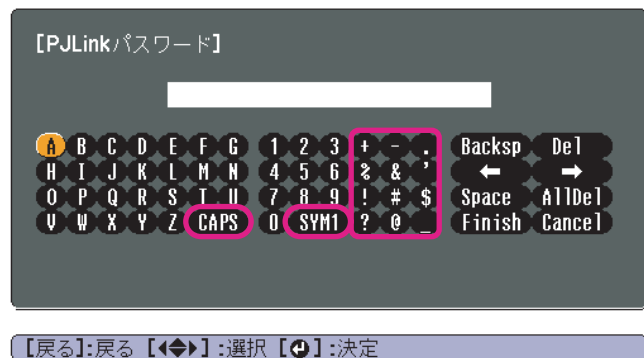 [PJLinkパスワード]
A B C D E F G 1 2 3 + - . Backsp Del
H I J K L M N 4 5 6 % & ' ← →
O P Q R S T U 7 8 9 ! # $ Space AllDel
V W X Y Z CAPS 0 SYM1 ? @ _ Finish Cancel
[戻る]:戻る [◆]:選択 [⏎]:決定